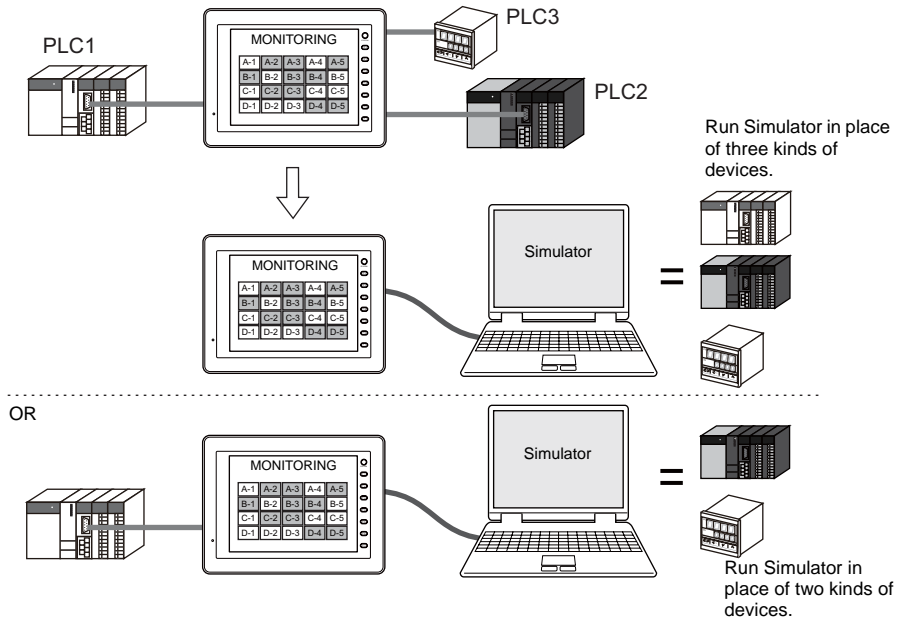 PLC3
PLC1
MONITORING
A-1 A-2 A-3 A-4 A-5
B-1 B-2 B-3 B-4 B-5
C-1 C-2 C-3 C-4 C-5
D-1 D-2 D-3 D-4 D-5
PLC2
Run Simulator in place
of three kinds of
devices.
MONITORING
A-1 A-2 A-3 A-4 A-5
B-1 B-2 B-3 B-4 B-5
C-1 C-2 C-3 C-4 C-5
D-1 D-2 D-3 D-4 D-5
Simulator
=
OR
MONITORING
A-1 A-2 A-3 A-4 A-5
B-1 B-2 B-3 B-4 B-5
C-1 C-2 C-3 C-4 C-5
D-1 D-2 D-3 D-4 D-5
Simulator
=
Run Simulator in
place of two kinds of
devices.